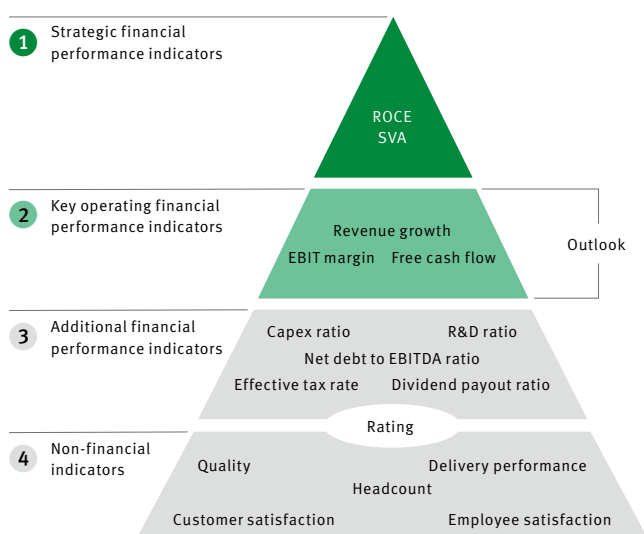 1 Strategic financial
performance indicators
ROCE
SVA
2 Key operating financial
performance indicators
Revenue growth
EBIT margin Free cash flow
Outlook
3 Additional financial
performance indicators
Capex ratio R&D ratio
Net debt to EBITDA ratio
Effective tax rate Dividend payout ratio
Rating
4 Non-financial
indicators
Quality Delivery performance
Headcount
Customer satisfaction Employee satisfaction